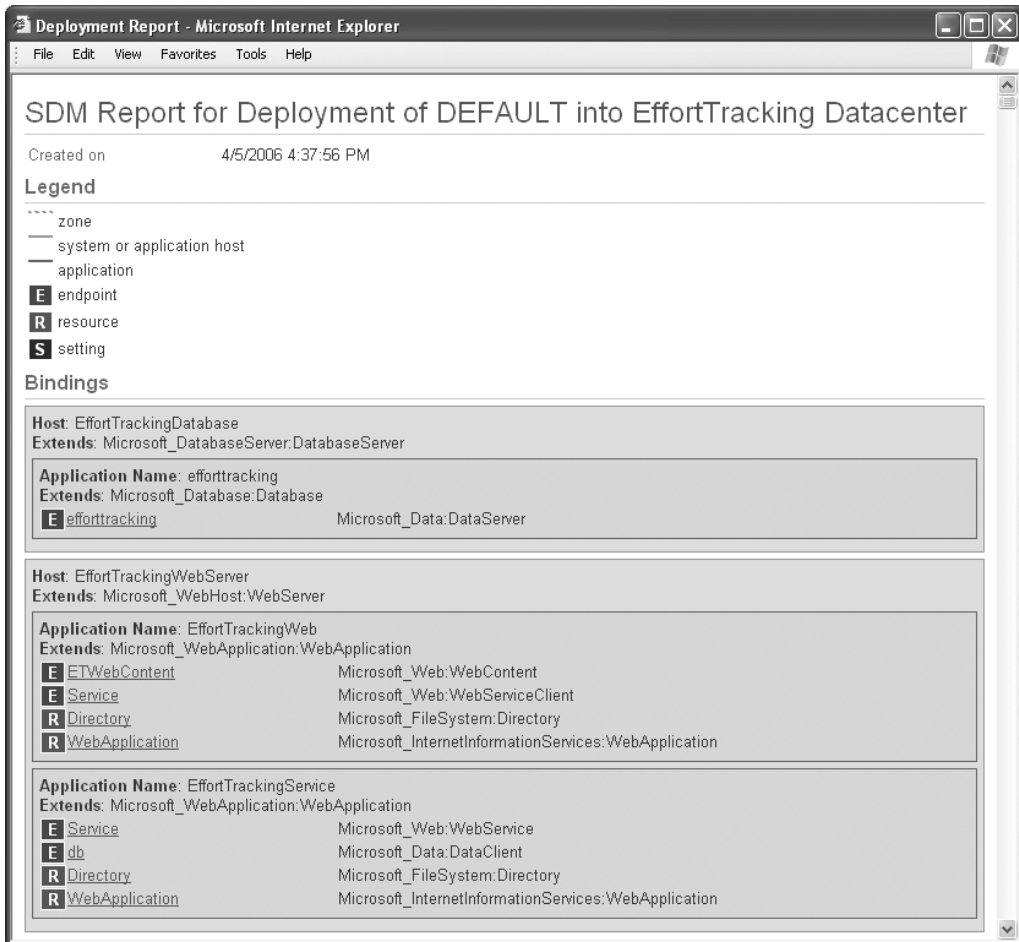 Deployment Report - Microsoft Internet Explorer
File Edit View Favorites Tools Help
SDM Report for Deployment of DEFAULT into EffortTracking Datacenter
Created on 4/5/2006 4:37:56 PM
Legend
zone
system or application host
application
E endpoint
R resource
S setting
Bindings
Host: EffortTrackingDatabase
Extends: Microsoft_DatabaseServer:DatabaseServer
Application Name: efforttracking
Extends: Microsoft_Database:Database
E efforttracking Microsoft_Data:DataServer
Host: EffortTrackingWebServer
Extends: Microsoft_WebHost:WebServer
Application Name: EffortTrackingWeb
Extends: Microsoft_WebApplication:WebApplication
E ETWebContent Microsoft_Web:WebContent
E Service Microsoft_Web:WebServiceClient
R Directory Microsoft_FileSystem:Directory
R WebApplication Microsoft_InternetInformationServices:WebApplication
Application Name: EffortTrackingService
Extends: Microsoft_WebApplication:WebApplication
E Service Microsoft_Web:WebService
E db Microsoft_Data:DataClient
R Directory Microsoft_FileSystem:Directory
R WebApplication Microsoft_InternetInformationServices:WebApplication